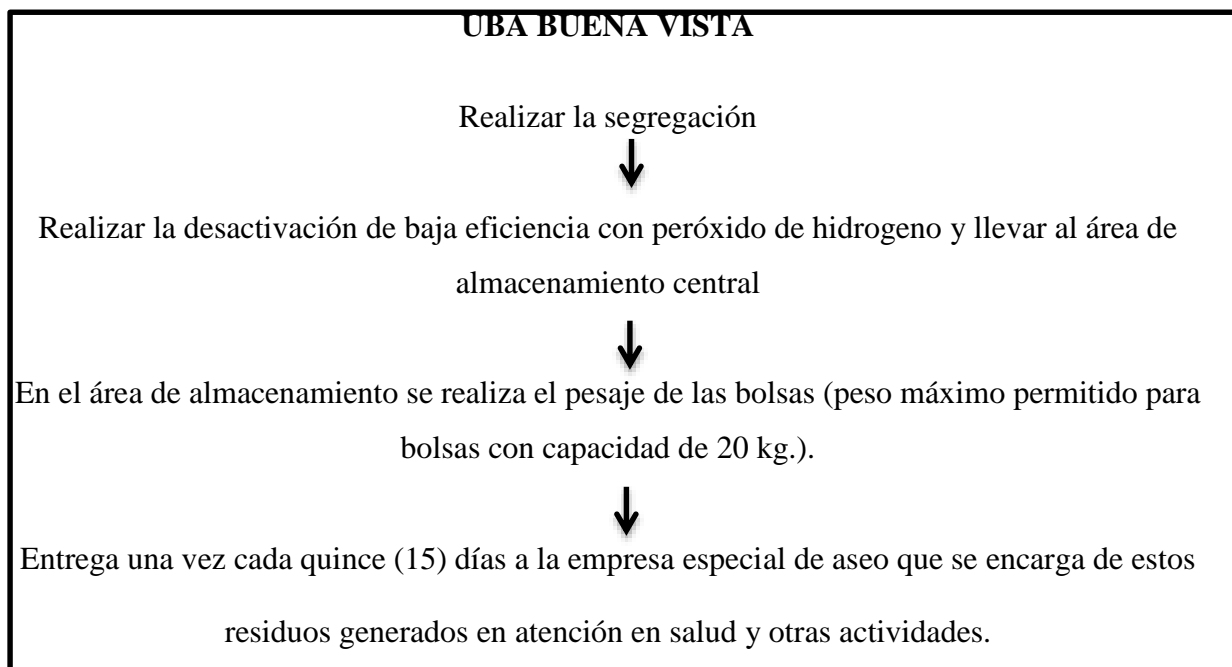 UBA BUENA VISTA
Realizar la segregación
Realizar la desactivación de baja eficiencia con peróxido de hidrogeno y llevar al área de
almacenamiento central
En el área de almacenamiento se realiza el pesaje de las bolsas (peso máximo permitido para
bolsas con capacidad de 20 kg.).
Entrega una vez cada quince (15) días a la empresa especial de aseo que se encarga de estos
residuos generados en atención en salud y otras actividades.